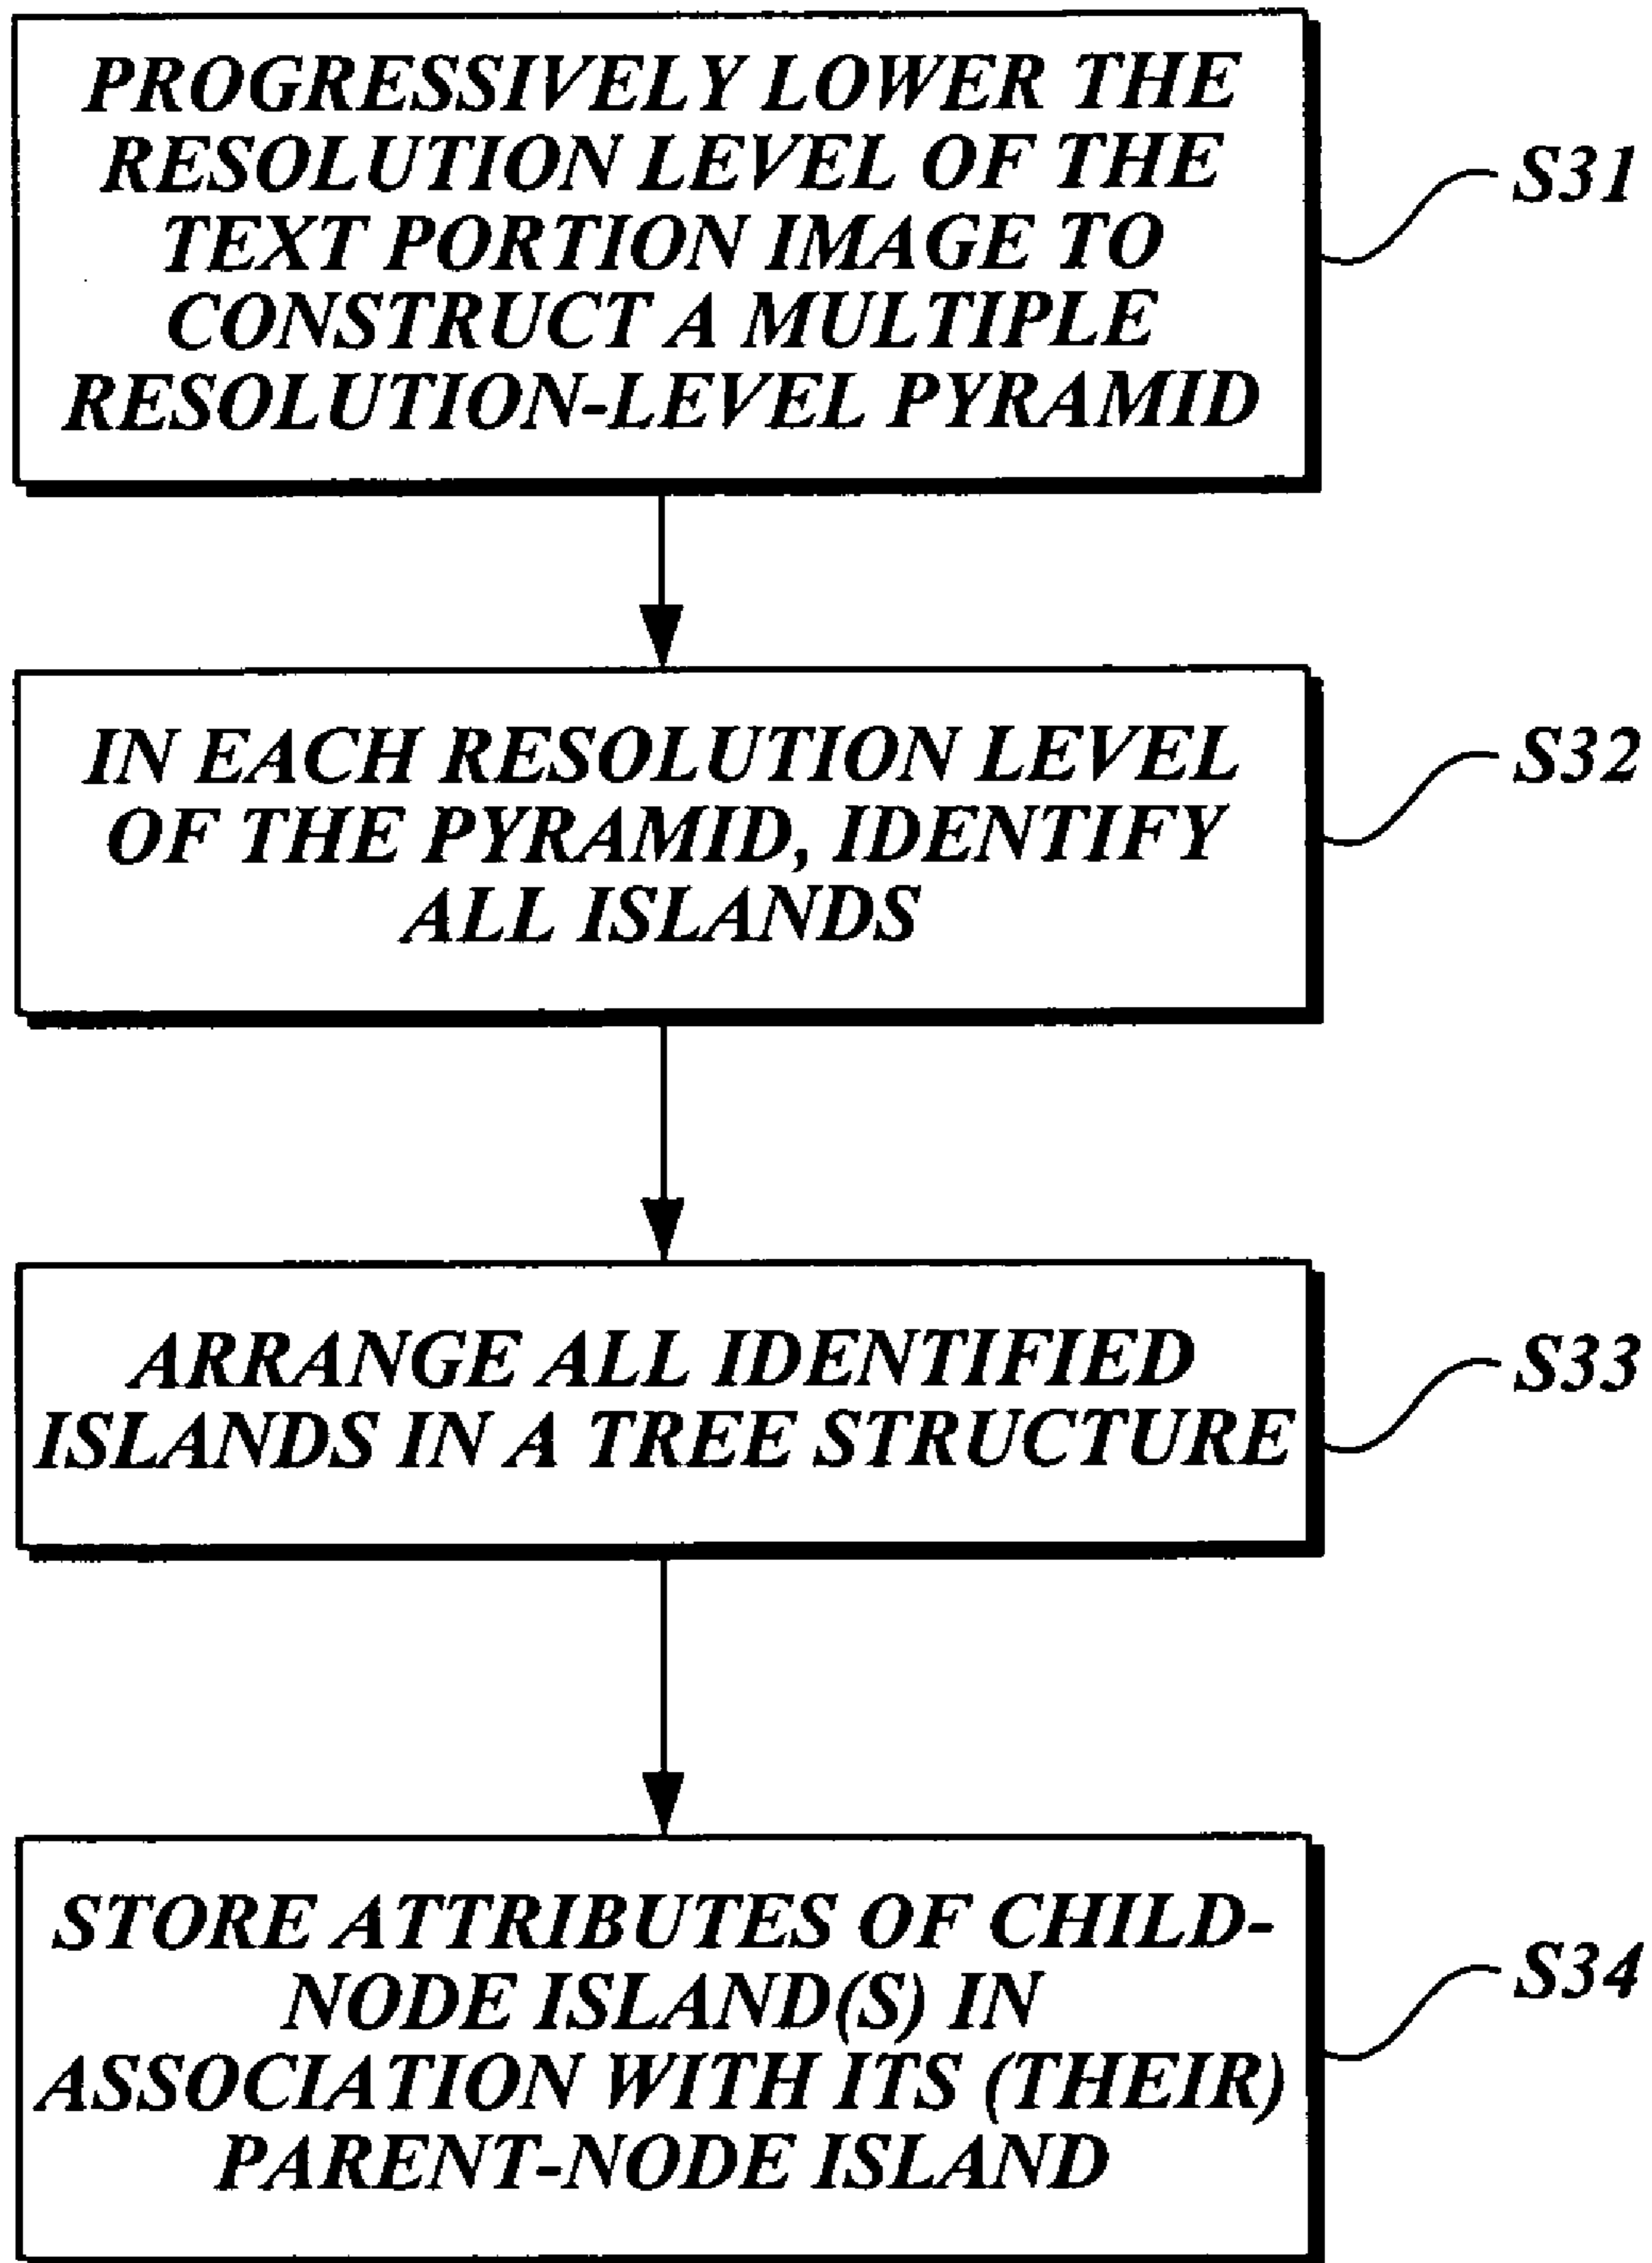 PROGRESSIVELY LOWER THE
RESOLUTION LEVEL OF THE
TEXT PORTION IMAGE TO
CONSTRUCT A MULTIPLE
RESOLUTION-LEVEL PYRAMID
S31
IN EACH RESOLUTION LEVEL
OF THE PYRAMID, IDENTIFY
ALL ISLANDS
S32
ARRANGE ALL IDENTIFIED
ISLANDS IN A TREE STRUCTURE
S33
STORE ATTRIBUTES OF CHILD-
NODE ISLAND(S) IN
ASSOCIATION WITH ITS (THEIR)
PARENT-NODE ISLAND
S34